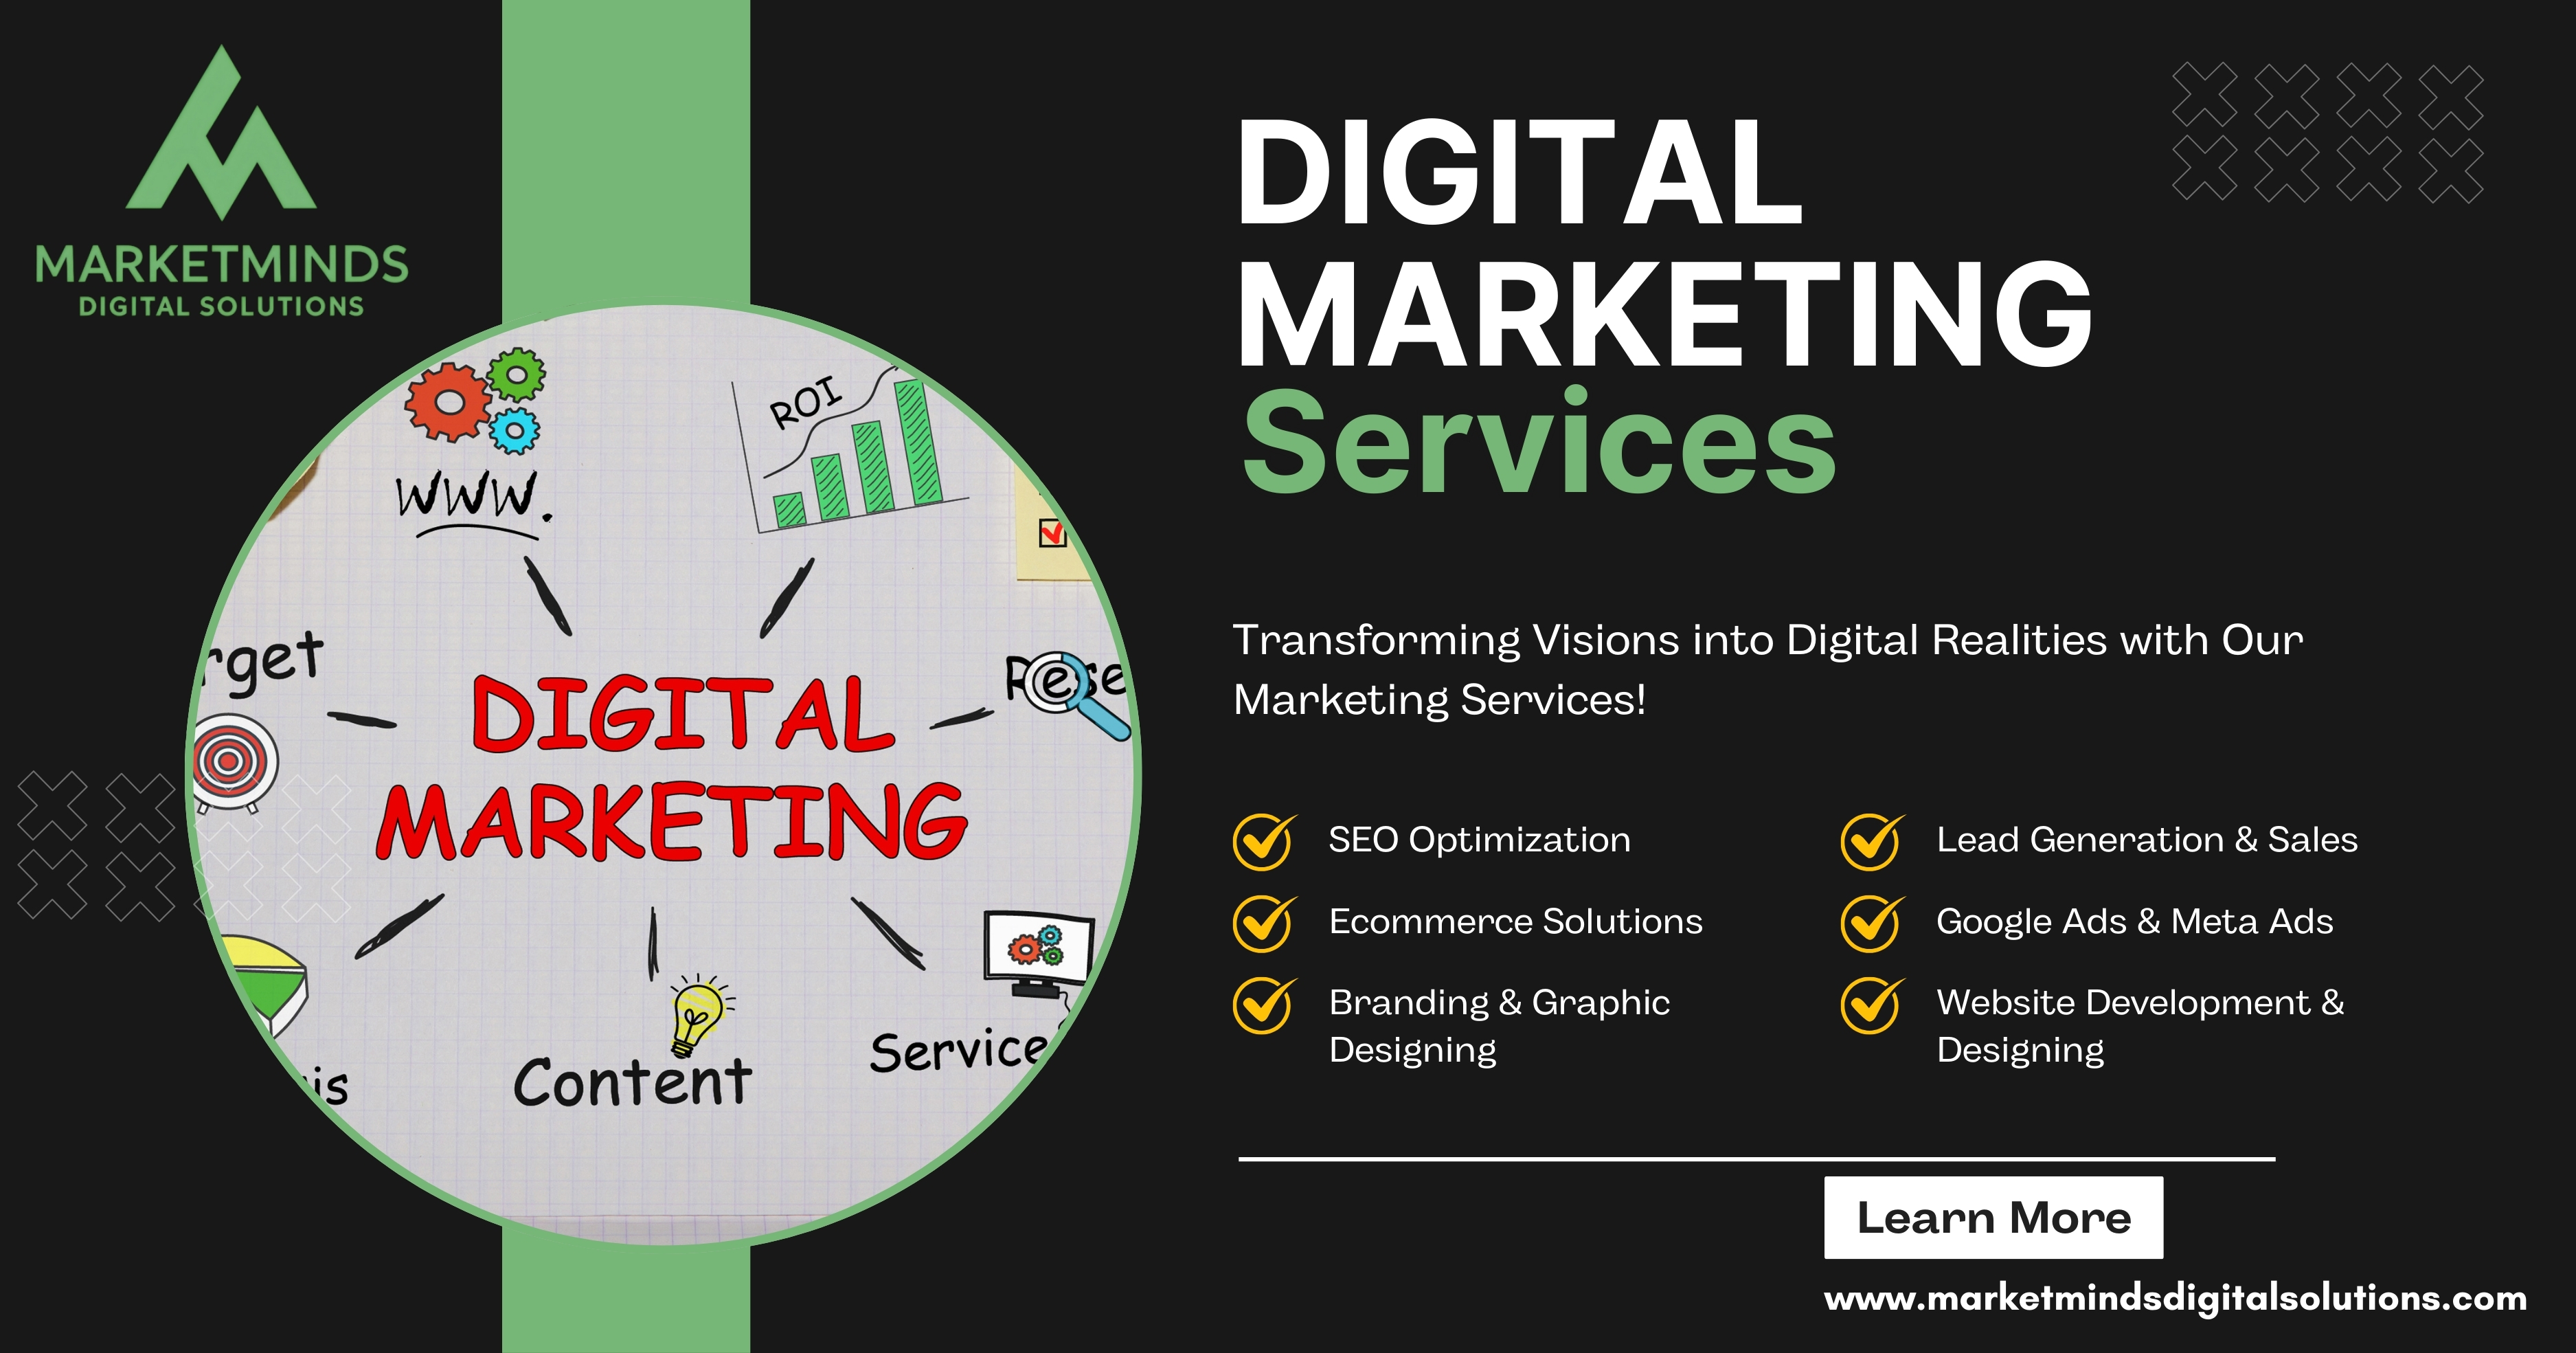 MARKETMINDS
DIGITAL SOLUTIONS
DIGITAL
MARKETING
Services
Transforming Visions into Digital Realities with Our
Marketing Services!
SEO Optimization
Ecommerce Solutions
Branding & Graphic
Designing
Lead Generation & Sales
Google Ads & Meta Ads
Website Development &
Designing
Learn More
www.marketmindsdigitalsolutions.com
www.
ROI
rget
Rese
DIGITAL
MARKETING
Content
Service
is